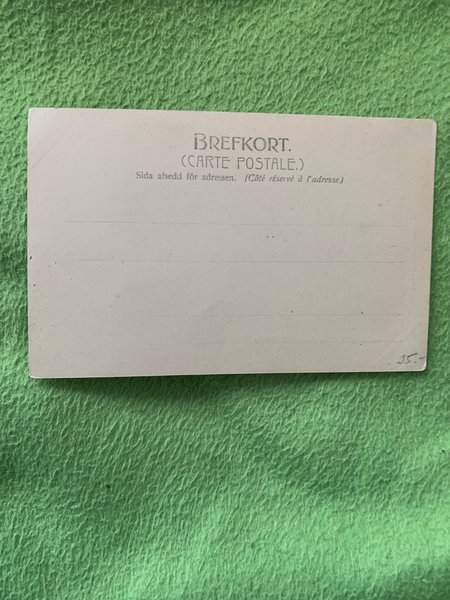 BREFKORT.
(CARTE POSTALE.)
Sida afsedd för adressen. (Côté réservé à l'adresse.)
35.-